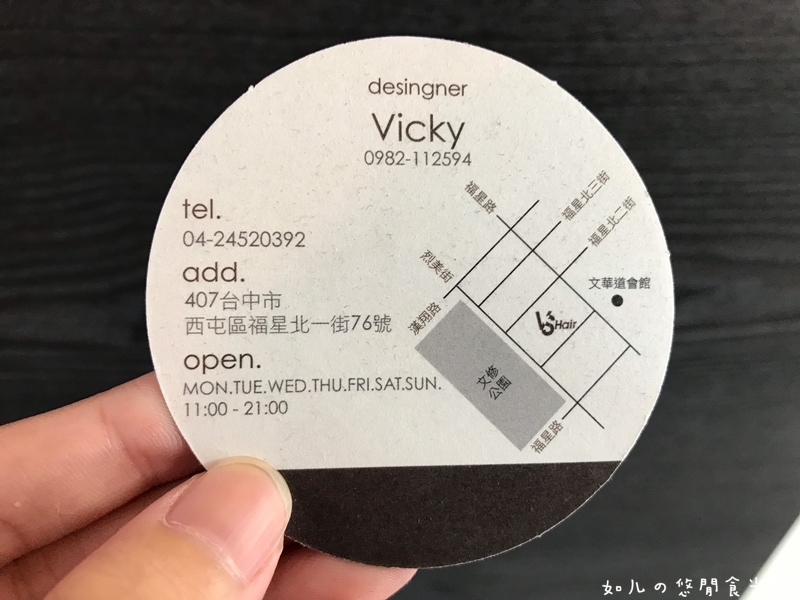 desingner
Vicky
0982-112594
tel.
04-24520392
add.
407台中市
西屯區福星北一街76號
open.
MON.TUE.WED.THU.FRI.SAT.SUN.
11:00 - 21:00
福星路
福星北三街
福星北二街
烈美街
漢翔路
文華道會館
Hair
文修
公園
福星路
如儿の悠閒食